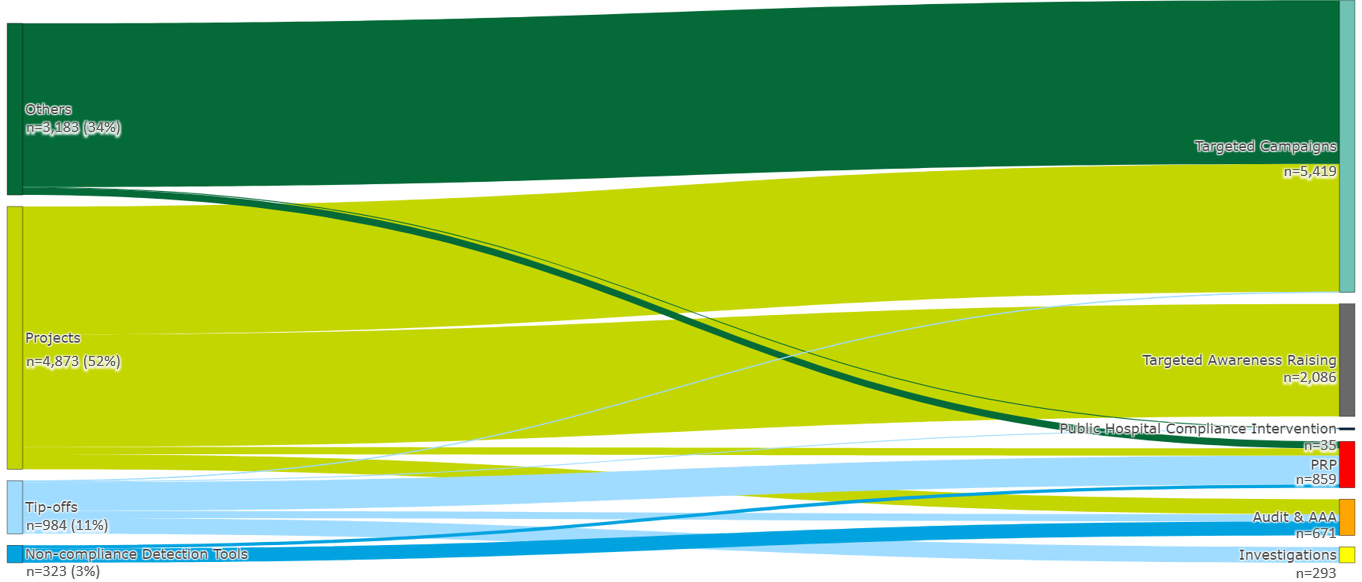 Others
n=3,183 (34%)
Targeted Campaigns
n=5,419
Projects
n=4,873 (52%)
Targeted Awareness Raising
n=2,086
Public Hospital Compliance Intervention
n=35
PRP
n=859
Tip-offs
n=984 (11%)
Audit & AAA
n=671
Non-compliance Detection Tools
n=323 (3%)
Investigations
n=293